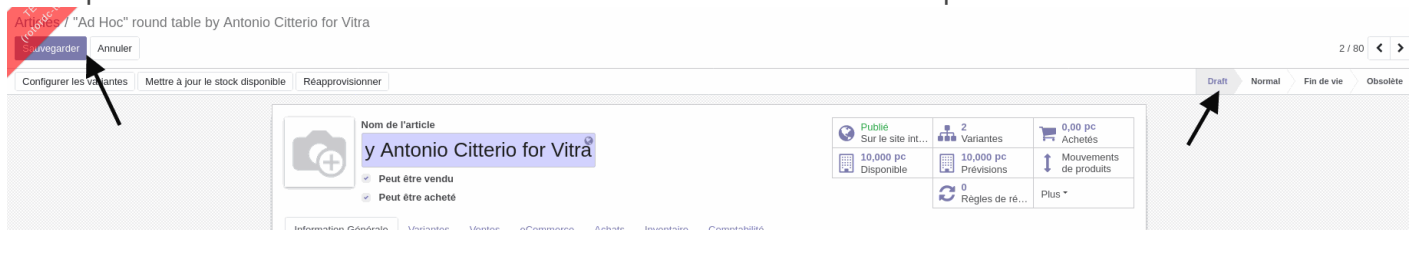 Articles / "Ad Hoc" round table by Antonio Citterio for Vitra
Sauvegarder Annuler
2 / 80
Configurer les variantes Mettre à jour le stock disponible Réapprovisionner
Draft Normal Fin de vie Obsolète
Nom de l'article
y Antonio Citterio for Vitra
Peut être vendu
Peut être acheté
Publié
Sur le site int...
2
Variantes
0,00 pc
Achetés
10,000 pc
Disponible
10,000 pc
Prévisions
Mouvements
de produits
0
Règles de ré...
Plus
Information Générale Variantes Ventes eCommerce Achats Inventaire Comptabilité